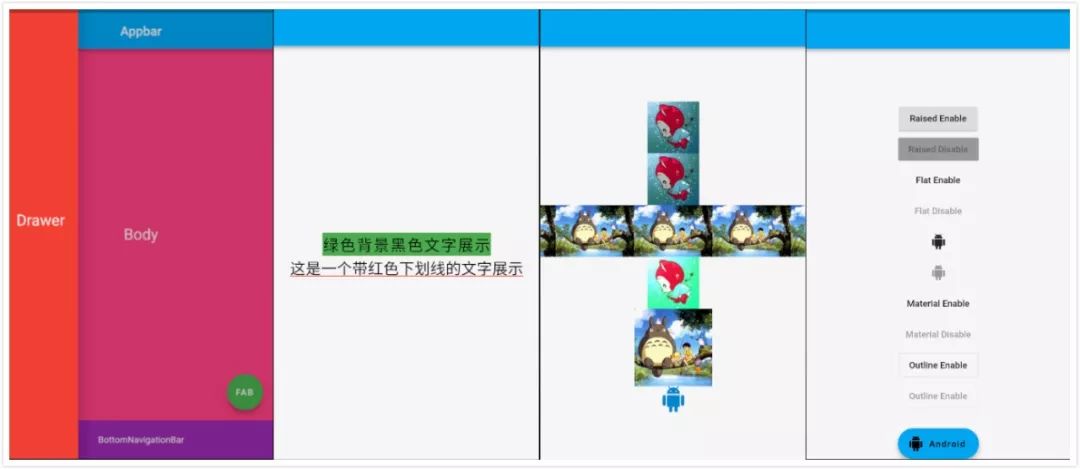 Appbar
Drawer
Body
FAB
BottomNavigationBar
绿色背景黑色文字展示
这是一个带红色下划线的文字展示
Raised Enable
Raised Disable
Flat Enable
Flat Disable
Material Enable
Material Disable
Outline Enable
Outline Enable
Android